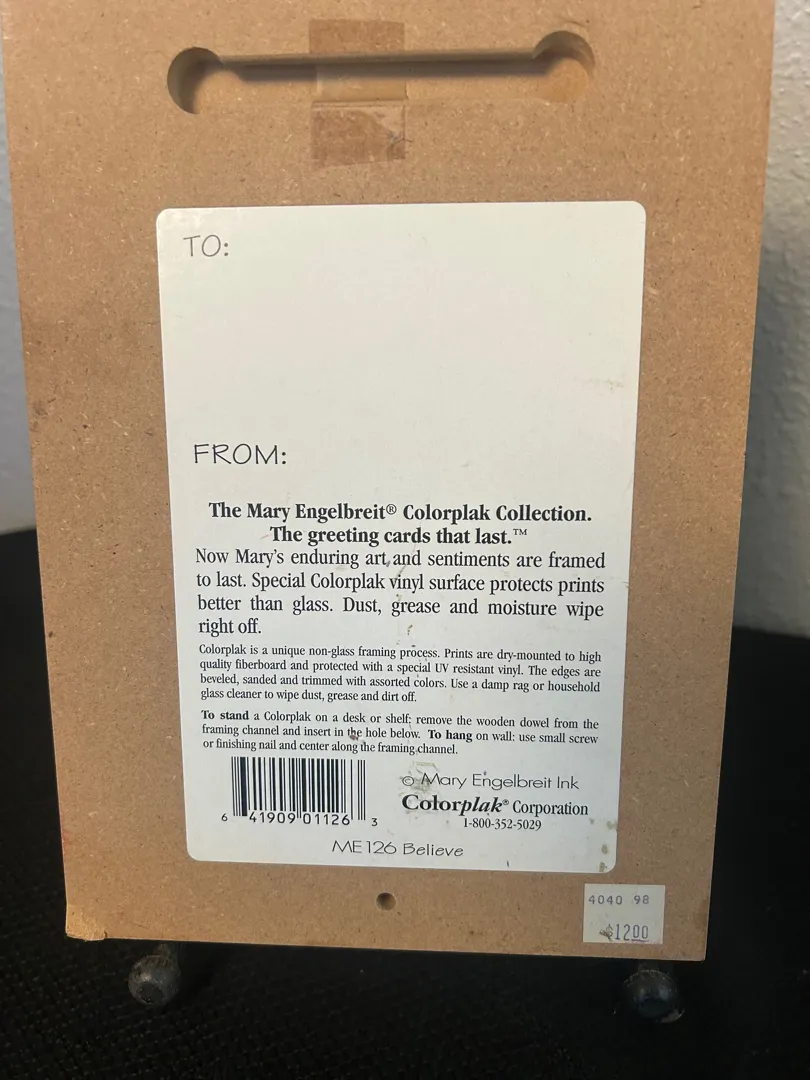 TO:
FROM:
The Mary Engelbreit® Colorplak Collection.
The greeting cards that last.™
Now Mary's enduring art and sentiments are framed
to last. Special Colorplak vinyl surface protects prints
better than glass. Dust, grease and moisture wipe
right off.
Colorplak is a unique non-glass framing process. Prints are dry-mounted to high
quality fiberboard and protected with a special UV resistant vinyl. The edges are
beveled, sanded and trimmed with assorted colors. Use a damp rag or household
glass cleaner to wipe dust, grease and dirt off.
To stand a Colorplak on a desk or shelf: remove the wooden dowel from the
framing channel and insert in the hole below. To hang on wall: use small screw
or finishing nail and center along the framing channel.
6 41909 01126 3
© Mary Engelbreit Ink
Colorplak® Corporation
1-800-352-5029
ME126 Believe
4040 98
$1200